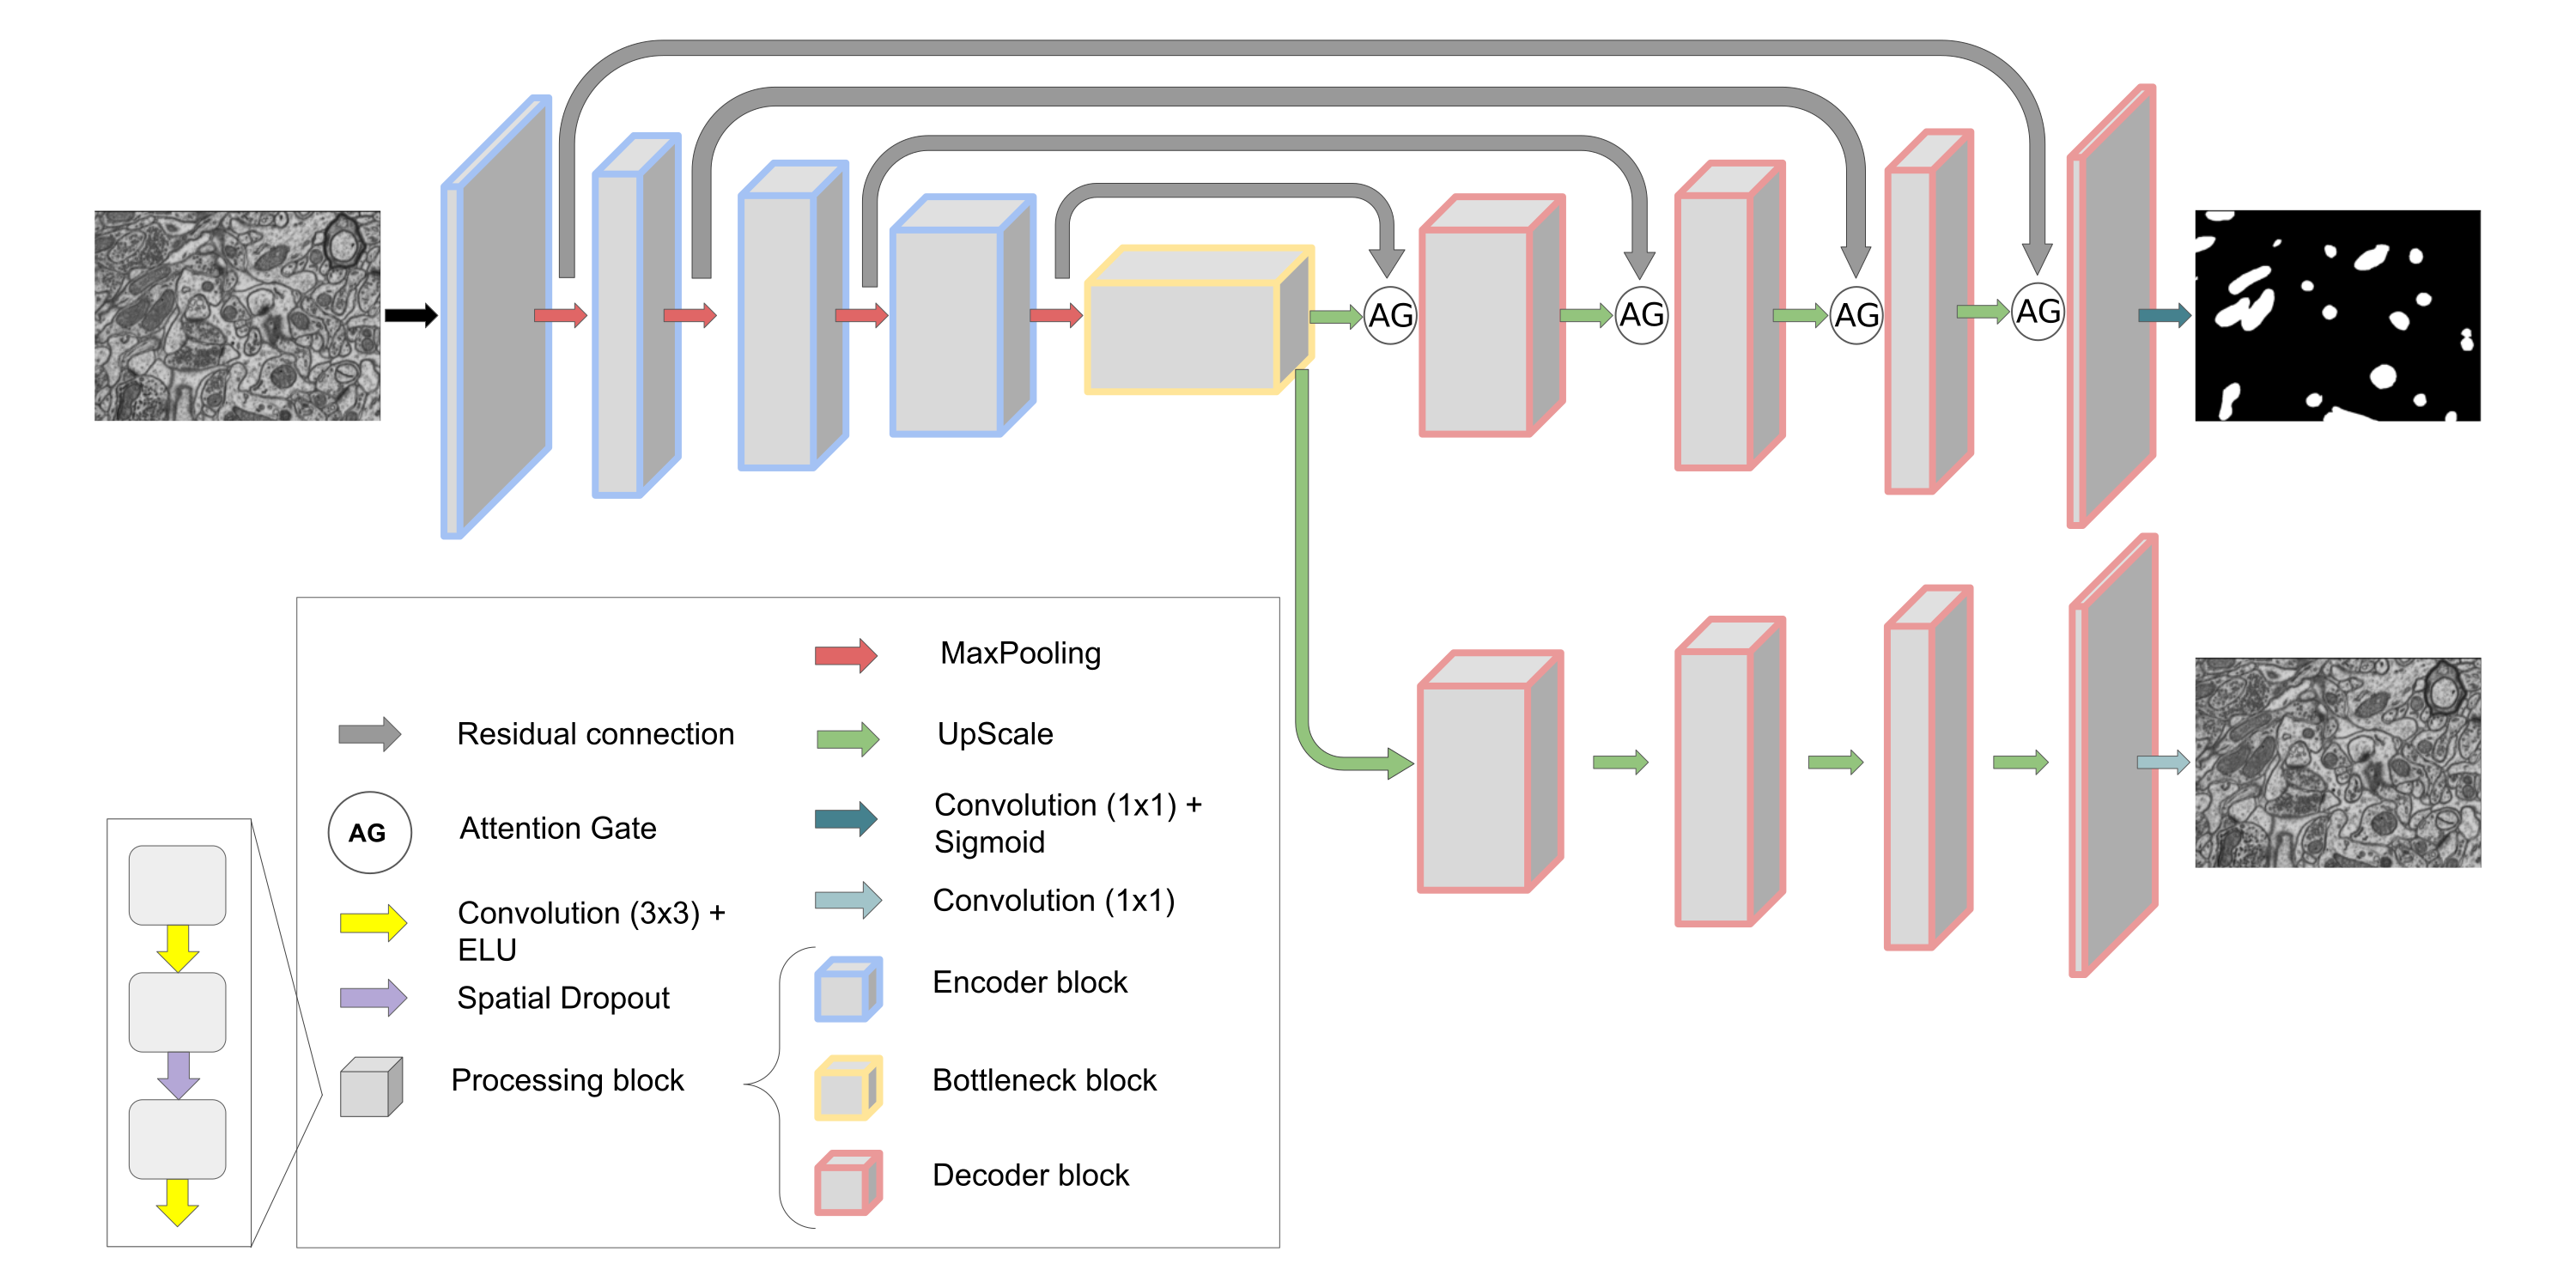 AG
AG
AG
AG
MaxPooling
Residual connection
UpScale
AG
Attention Gate
Convolution (1x1) +
Sigmoid
Convolution (3x3) +
ELU
Convolution (1x1)
Spatial Dropout
Encoder block
Processing block
Bottleneck block
Decoder block